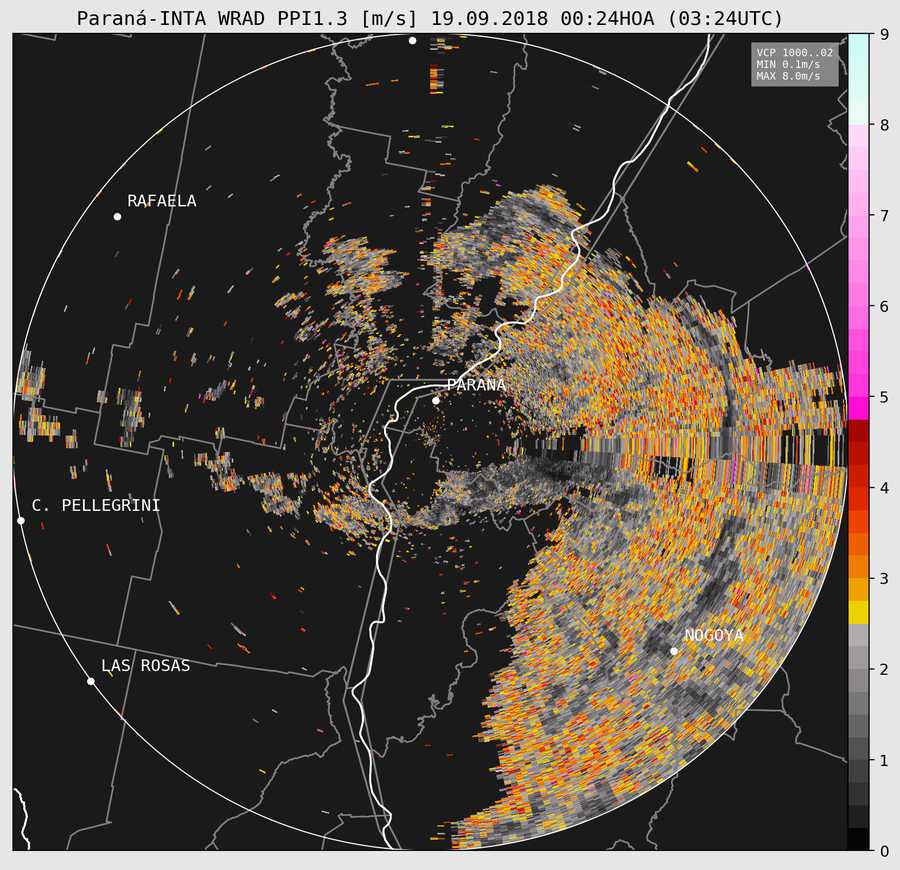 Paraná-INTA WRAD PPI1.3 [m/s] 19.09.2018 00:24HOA (03:24UTC)
VCP 1000..02
MIN 0.1m/s
MAX 8.0m/s
RAFAELA
PARANA
C. PELLEGRINI
NOGOYA
LAS ROSAS
9
8
7
6
5
4
3
2
1
0